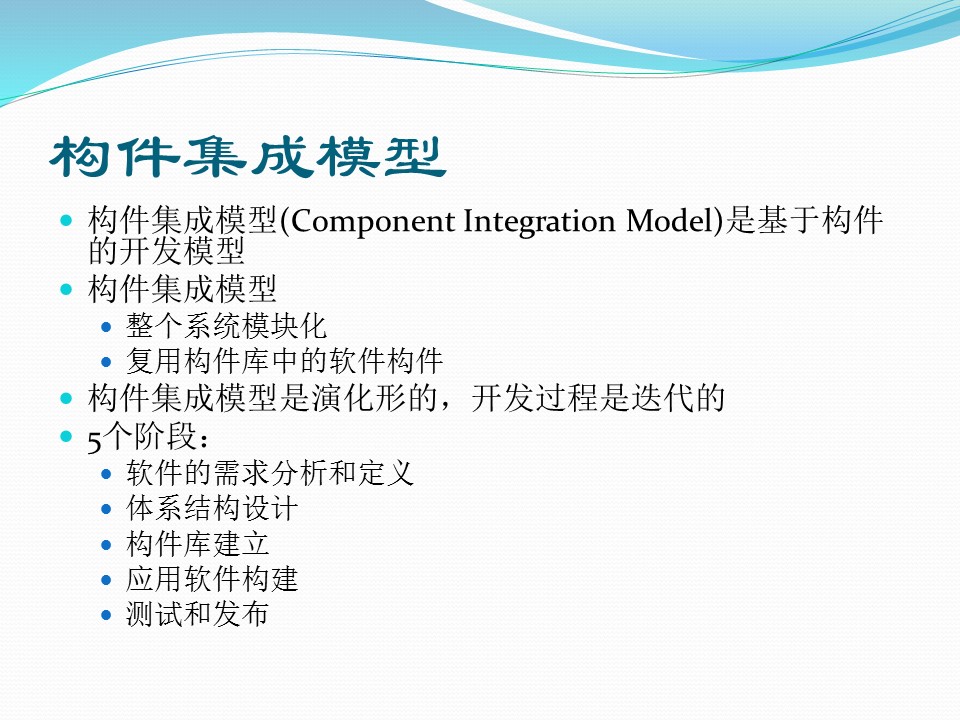 构件集成模型
构件集成模型(Component Integration Model)是基于构件
的开发模型
构件集成模型
整个系统模块化
复用构件库中的软件构件
构件集成模型是演化形的，开发过程是迭代的
5个阶段：
软件的需求分析和定义
体系结构设计
构件库建立
应用软件构建
测试和发布